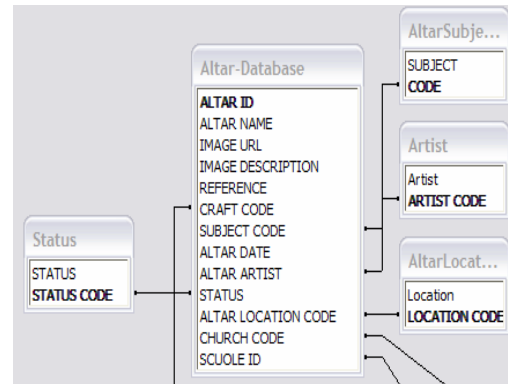 Altar-Database
ALTAR ID
ALTAR NAME
IMAGE URL
IMAGE DESCRIPTION
REFERENCE
CRAFT CODE
SUBJECT CODE
ALTAR DATE
ALTAR ARTIST
STATUS
ALTAR LOCATION CODE
CHURCH CODE
SCUOLE ID
Status
STATUS
STATUS CODE
AltarSubje...
SUBJECT
CODE
Artist
Artist
ARTIST CODE
AltarLocat...
Location
LOCATION CODE